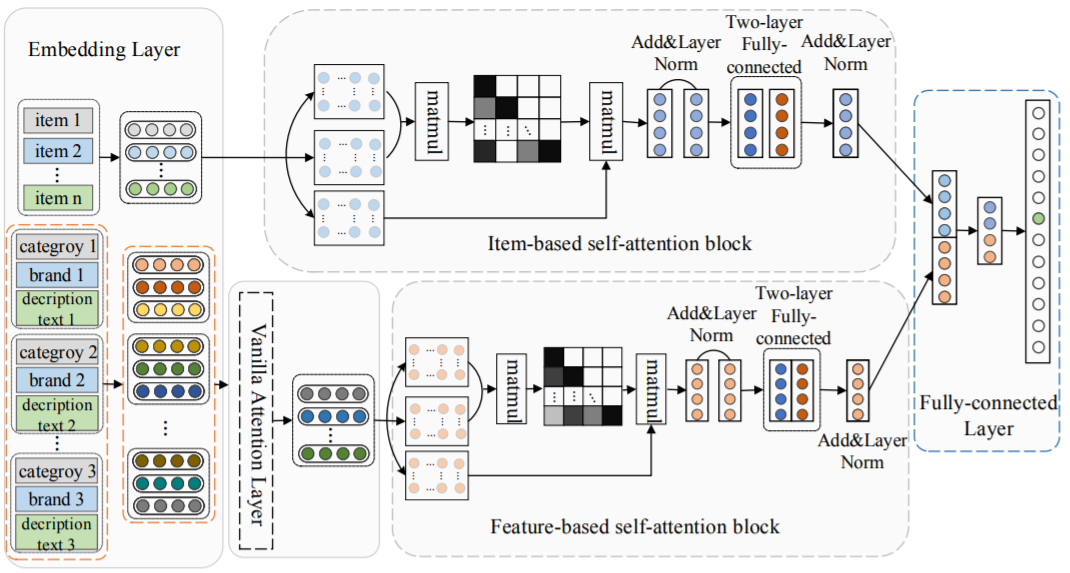 Embedding Layer
item 1
item 2
item n
categroy 1
brand 1
decription
text 1
categroy 2
brand 2
decription
text 2
categroy 3
brand 3
decription
text 3
Vanilla Attention
Layer
matmul
matmul
Add&Layer
Norm
Two-layer
Fully-
connected
Add&Layer
Norm
Item-based self-attention block
matmul
matmul
Add&Layer
Norm
Two-layer
Fully-
connected
Add&Layer
Norm
Feature-based self-attention block
Fully-connected
Layer